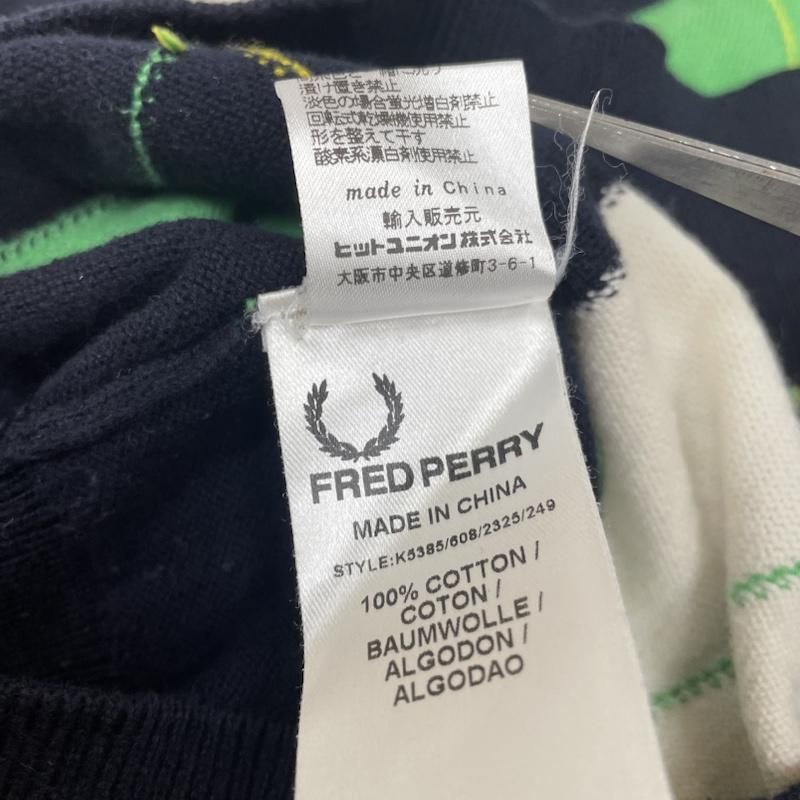 漬け置き禁止
淡色の場合蛍光増白剤禁止
回転式乾燥機使用禁止
形を整えて干す
酸素系漂白剤使用禁止
made in China
輸入販売元
ヒットユニオン株式会社
大阪市中央区道修町3-6-1
FRED PERRY
MADE IN CHINA
STYLE:K5385/608/2325/249
100% COTTON /
COTON /
BAUMWOLLE /
ALGODON /
ALGODAO